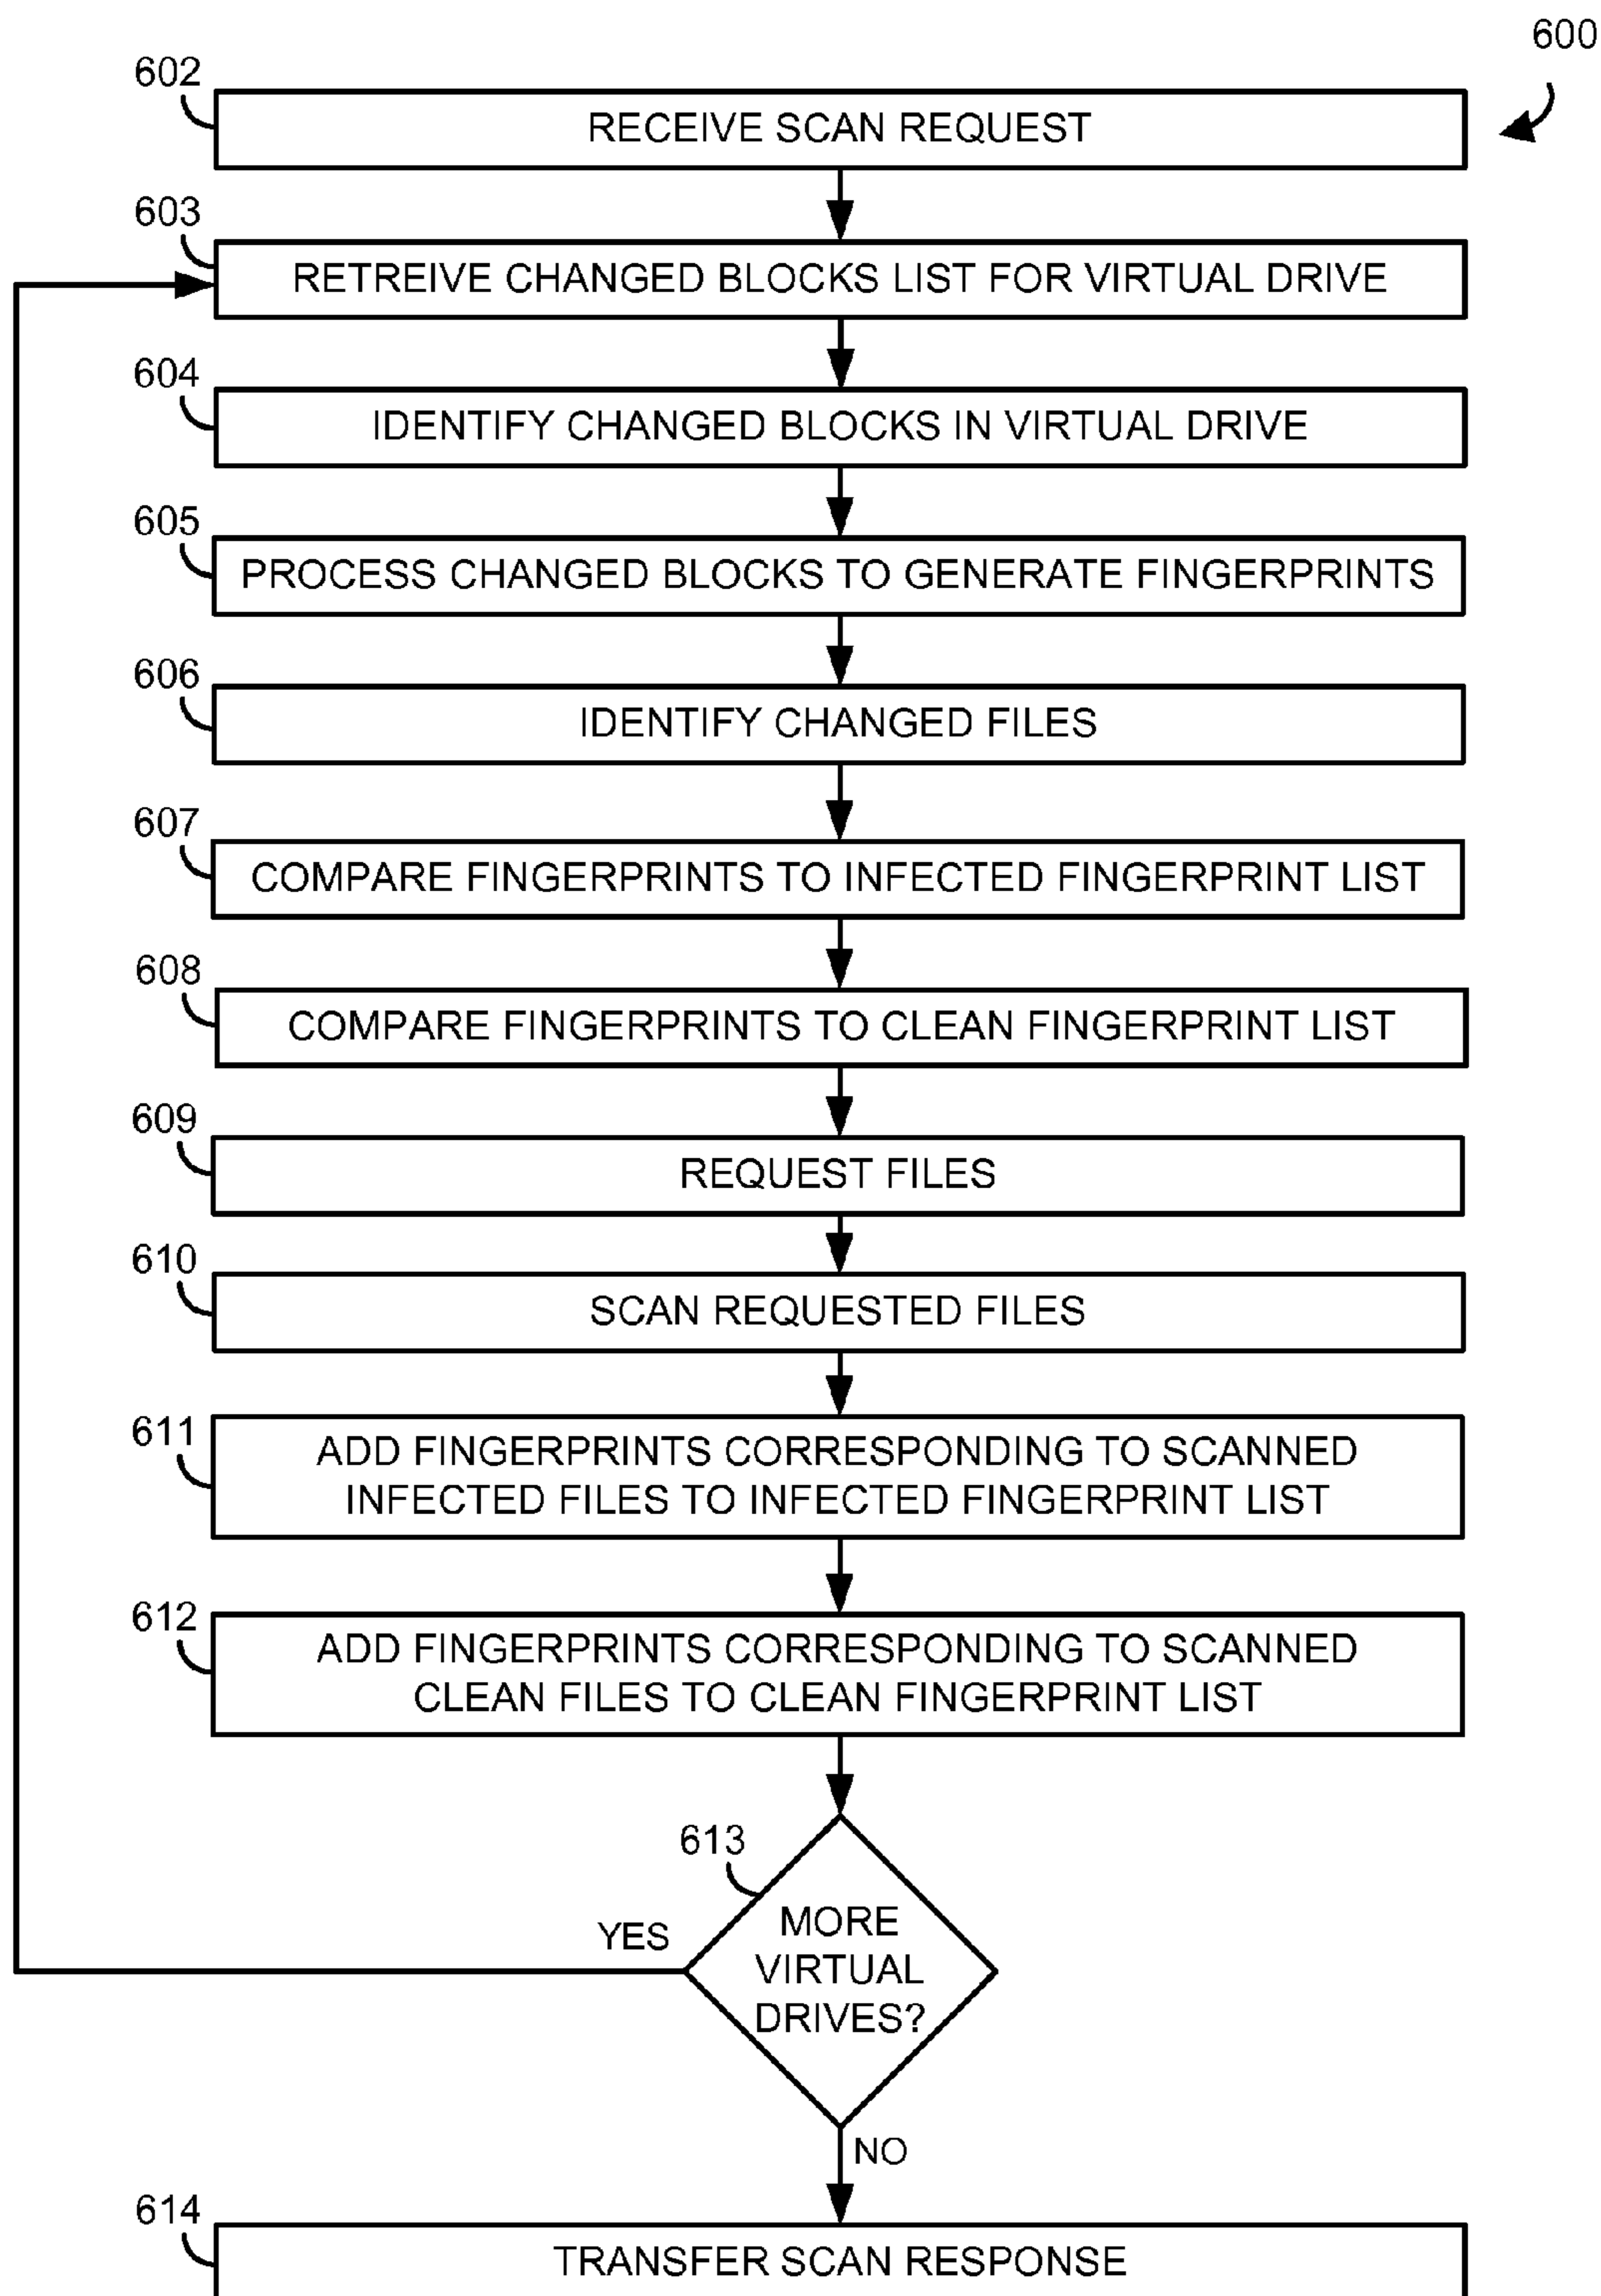 600
602
RECEIVE SCAN REQUEST
603
RETREIVE CHANGED BLOCKS LIST FOR VIRTUAL DRIVE
604
IDENTIFY CHANGED BLOCKS IN VIRTUAL DRIVE
605
PROCESS CHANGED BLOCKS TO GENERATE FINGERPRINTS
606
IDENTIFY CHANGED FILES
607
COMPARE FINGERPRINTS TO INFECTED FINGERPRINT LIST
608
COMPARE FINGERPRINTS TO CLEAN FINGERPRINT LIST
609
REQUEST FILES
610
SCAN REQUESTED FILES
611
ADD FINGERPRINTS CORRESPONDING TO SCANNED
INFECTED FILES TO INFECTED FINGERPRINT LIST
612
ADD FINGERPRINTS CORRESPONDING TO SCANNED
CLEAN FILES TO CLEAN FINGERPRINT LIST
613
YES
MORE
VIRTUAL
DRIVES?
NO
614
TRANSFER SCAN RESPONSE